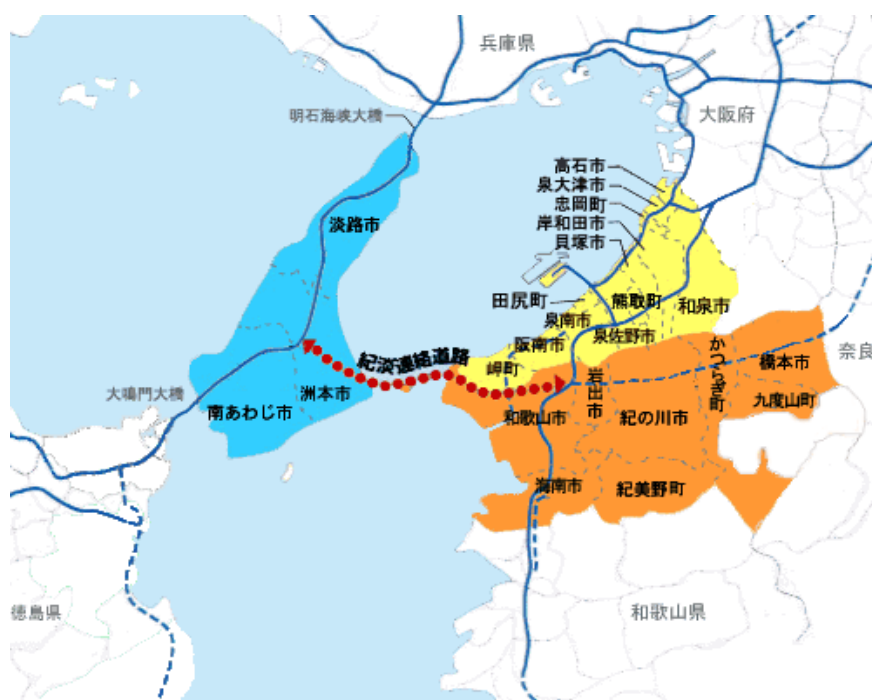 兵庫県
明石海峡大橋
大阪府
高石市
泉大津市
忠岡町
岸和田市
貝塚市
淡路市
田尻町
熊取町
和泉市
泉南市
泉佐野市
阪南市
岬町
紀淡連絡道路
かつらぎ町
橋本市
奈良
大鳴門大橋
洲本市
南あわじ市
岩出市
和歌山市
紀の川市
九度山町
海南市
紀美野町
徳島県
和歌山県